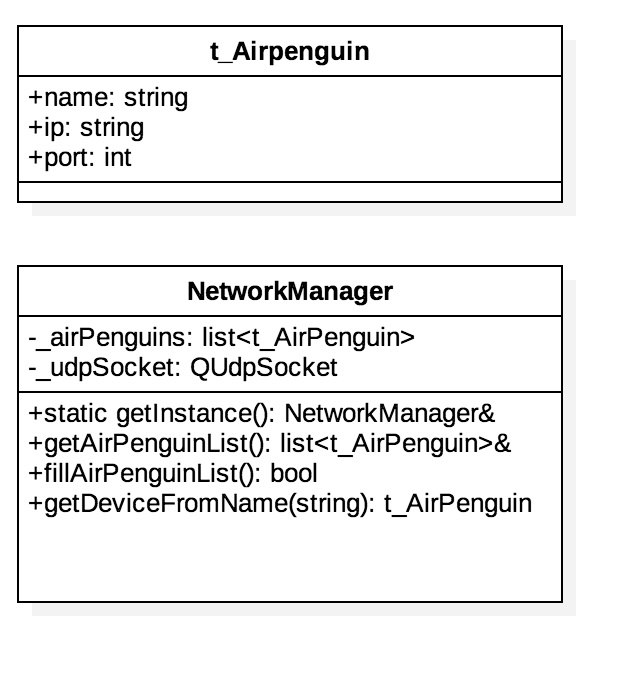 t_Airpenguin
+name: string
+ip: string
+port: int
NetworkManager
-_airPenguins: list<t_AirPenguin>
-_udpSocket: QUdpSocket
+static getInstance(): NetworkManager&
+getAirPenguinList(): list<t_AirPenguin>&
+fillAirPenguinList(): bool
+getDeviceFromName(string): t_AirPenguin